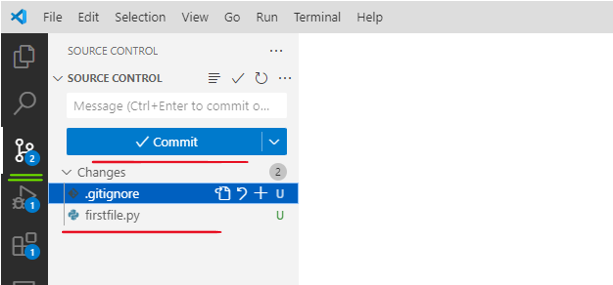 File Edit Selection View Go Run Terminal Help
SOURCE CONTROL
SOURCE CONTROL
Message (Ctrl+Enter to commit o...
Commit
2
Changes 2
.gitignore U
1
firstfile.py U
1